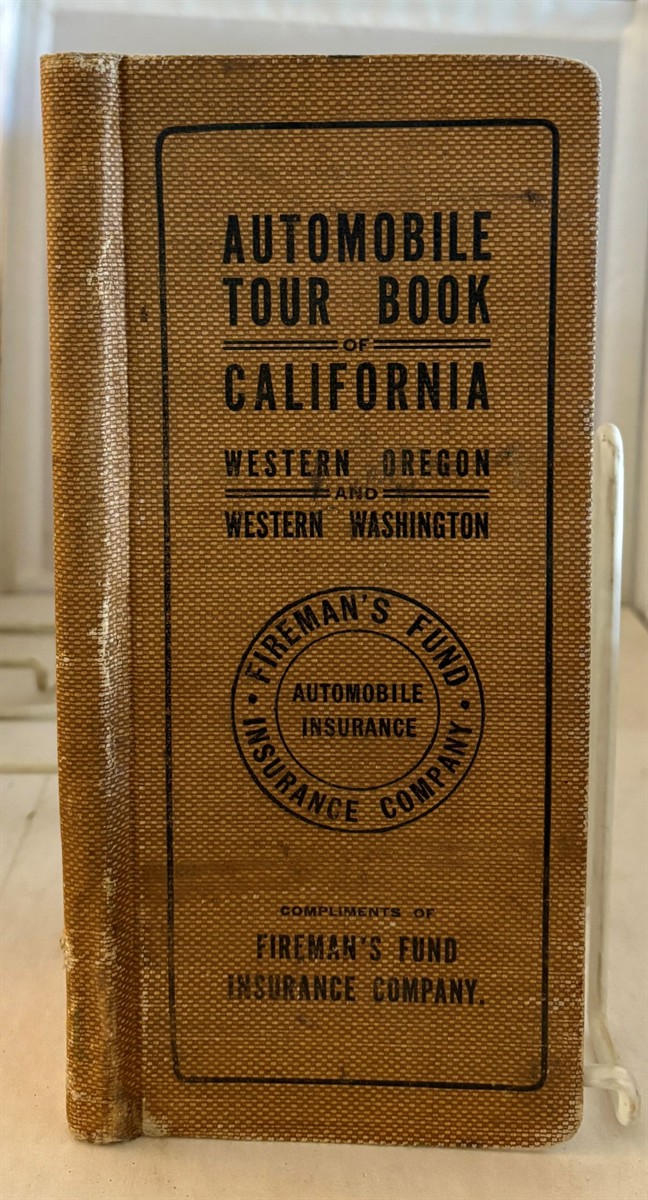 AUTOMOBILE
TOUR BOOK
OF
CALIFORNIA
WESTERN OREGON
AND
WESTERN WASHINGTON
FIREMAN'S FUND
AUTOMOBILE
INSURANCE
INSURANCE COMPANY
COMPLIMENTS OF
FIREMAN'S FUND
INSURANCE COMPANY.